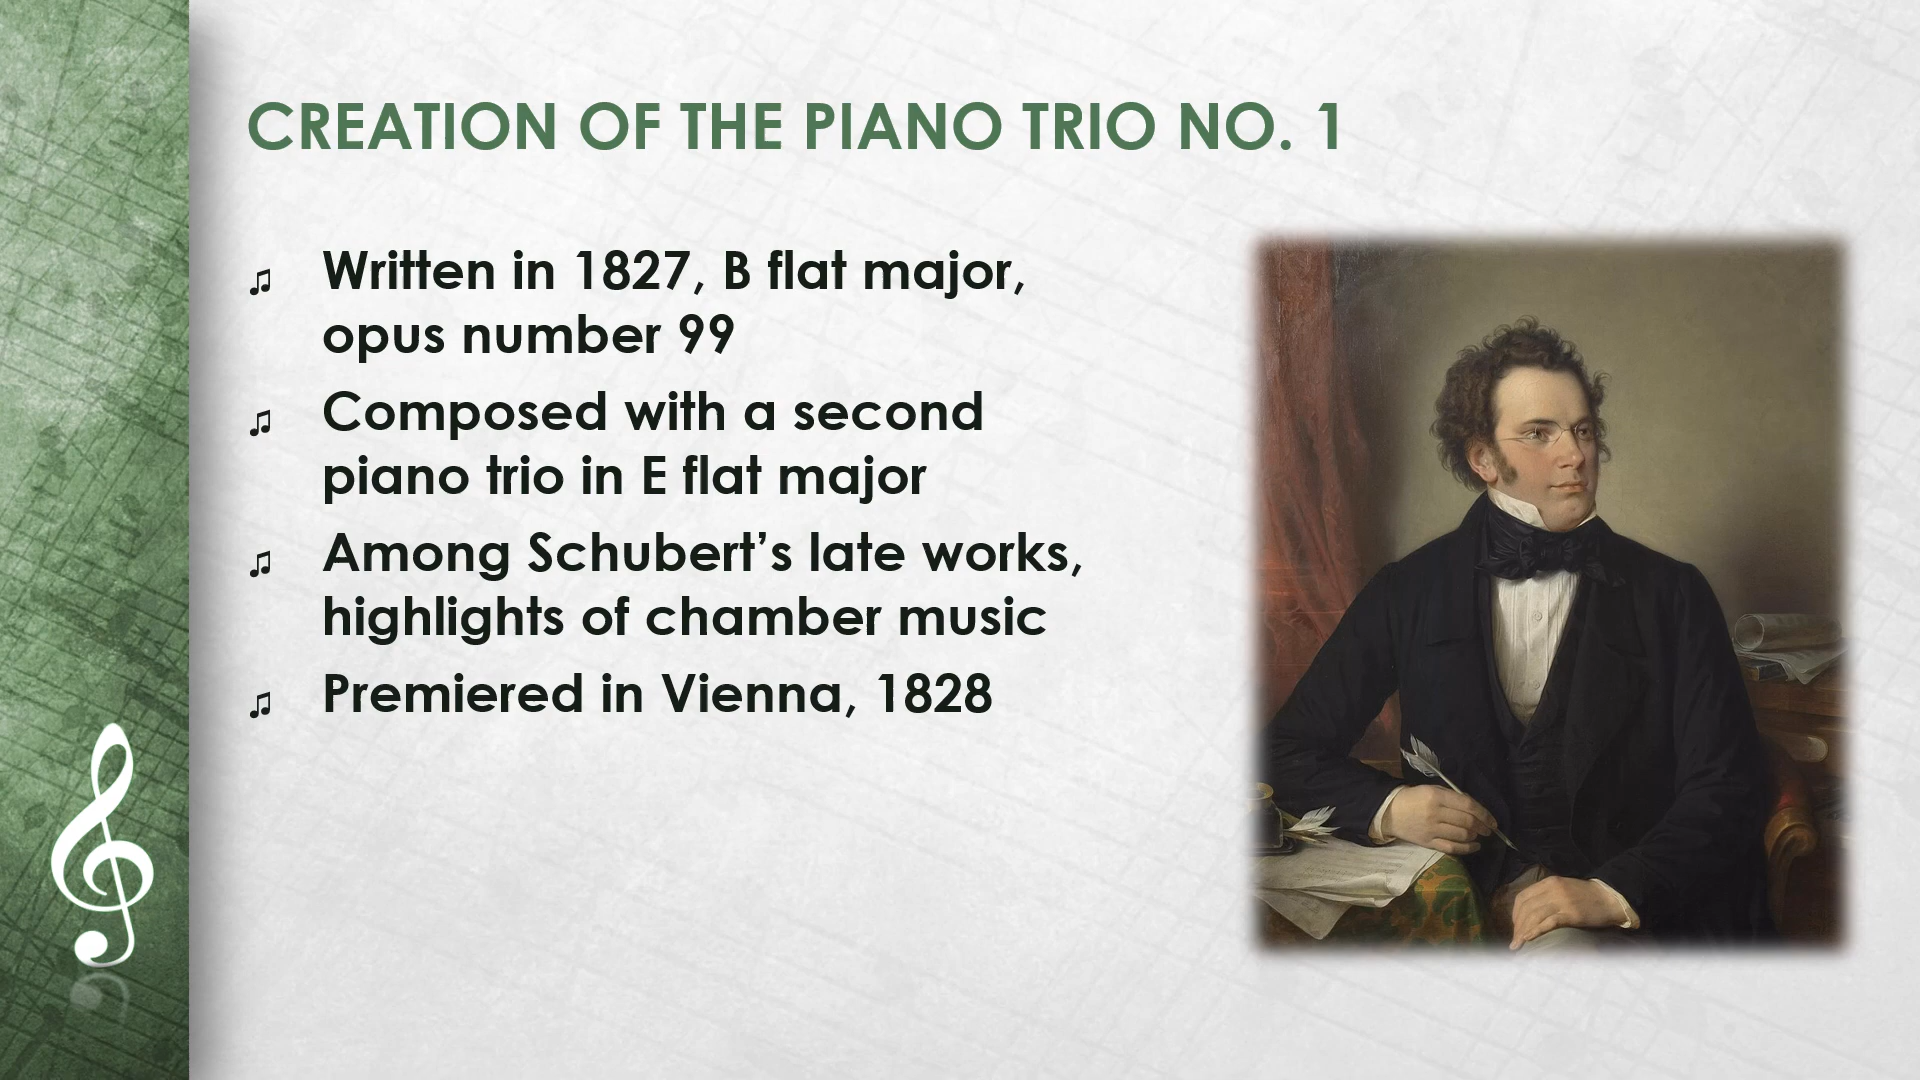 CREATION OF THE PIANO TRIO NO. 1
♫ Written in 1827, B flat major,
opus number 99
♫ Composed with a second
piano trio in E flat major
♫ Among Schubert’s late works,
highlights of chamber music
♫ Premiered in Vienna, 1828